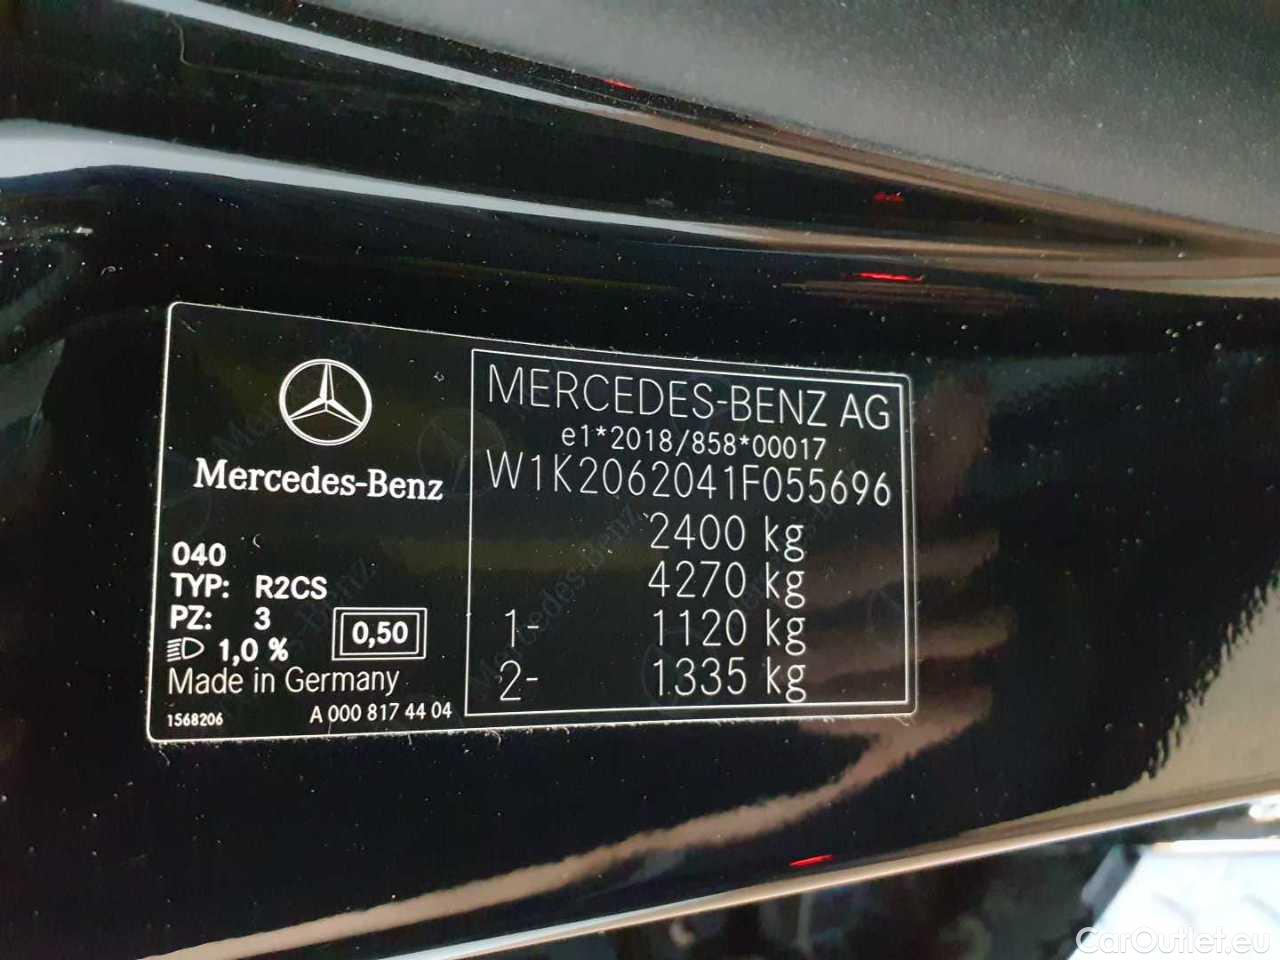 Mercedes-Benz
040
TYP: R2CS
PZ: 3
1,0 %
0,50
Made in Germany
1568206
A 000 817 44 04
MERCEDES-BENZ AG
e1*2018/858*00017
W1K2062041F055696
2400 kg
4270 kg
1- 1120 kg
2- 1335 kg
CarOutlet.eu